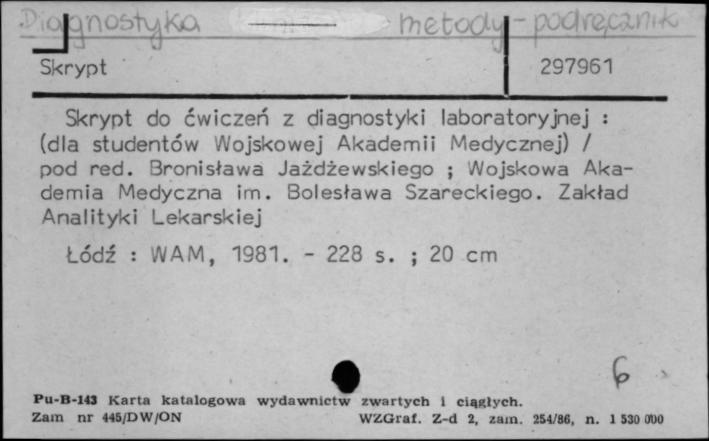 Diagnostyka metody - podręcznik
Skrypt 297961
Skrypt do ćwiczeń z diagnostyki laboratoryjnej :
(dla studentów Wojskowej Akademii Medycznej) /
pod red. Bronisława Jażdżewskiego ; Wojskowa Aka-
demia Medyczna im. Bolesława Szareckiego. Zakład
Analityki Lekarskiej
Łódź : WAM, 1981. - 228 s. ; 20 cm
6
Pu-B-143 Karta katalogowa wydawnictw zwartych i ciągłych.
Zam nr 445/DW/ON WZGraf. Z-d 2, zam. 254/86, n. 1 530 000